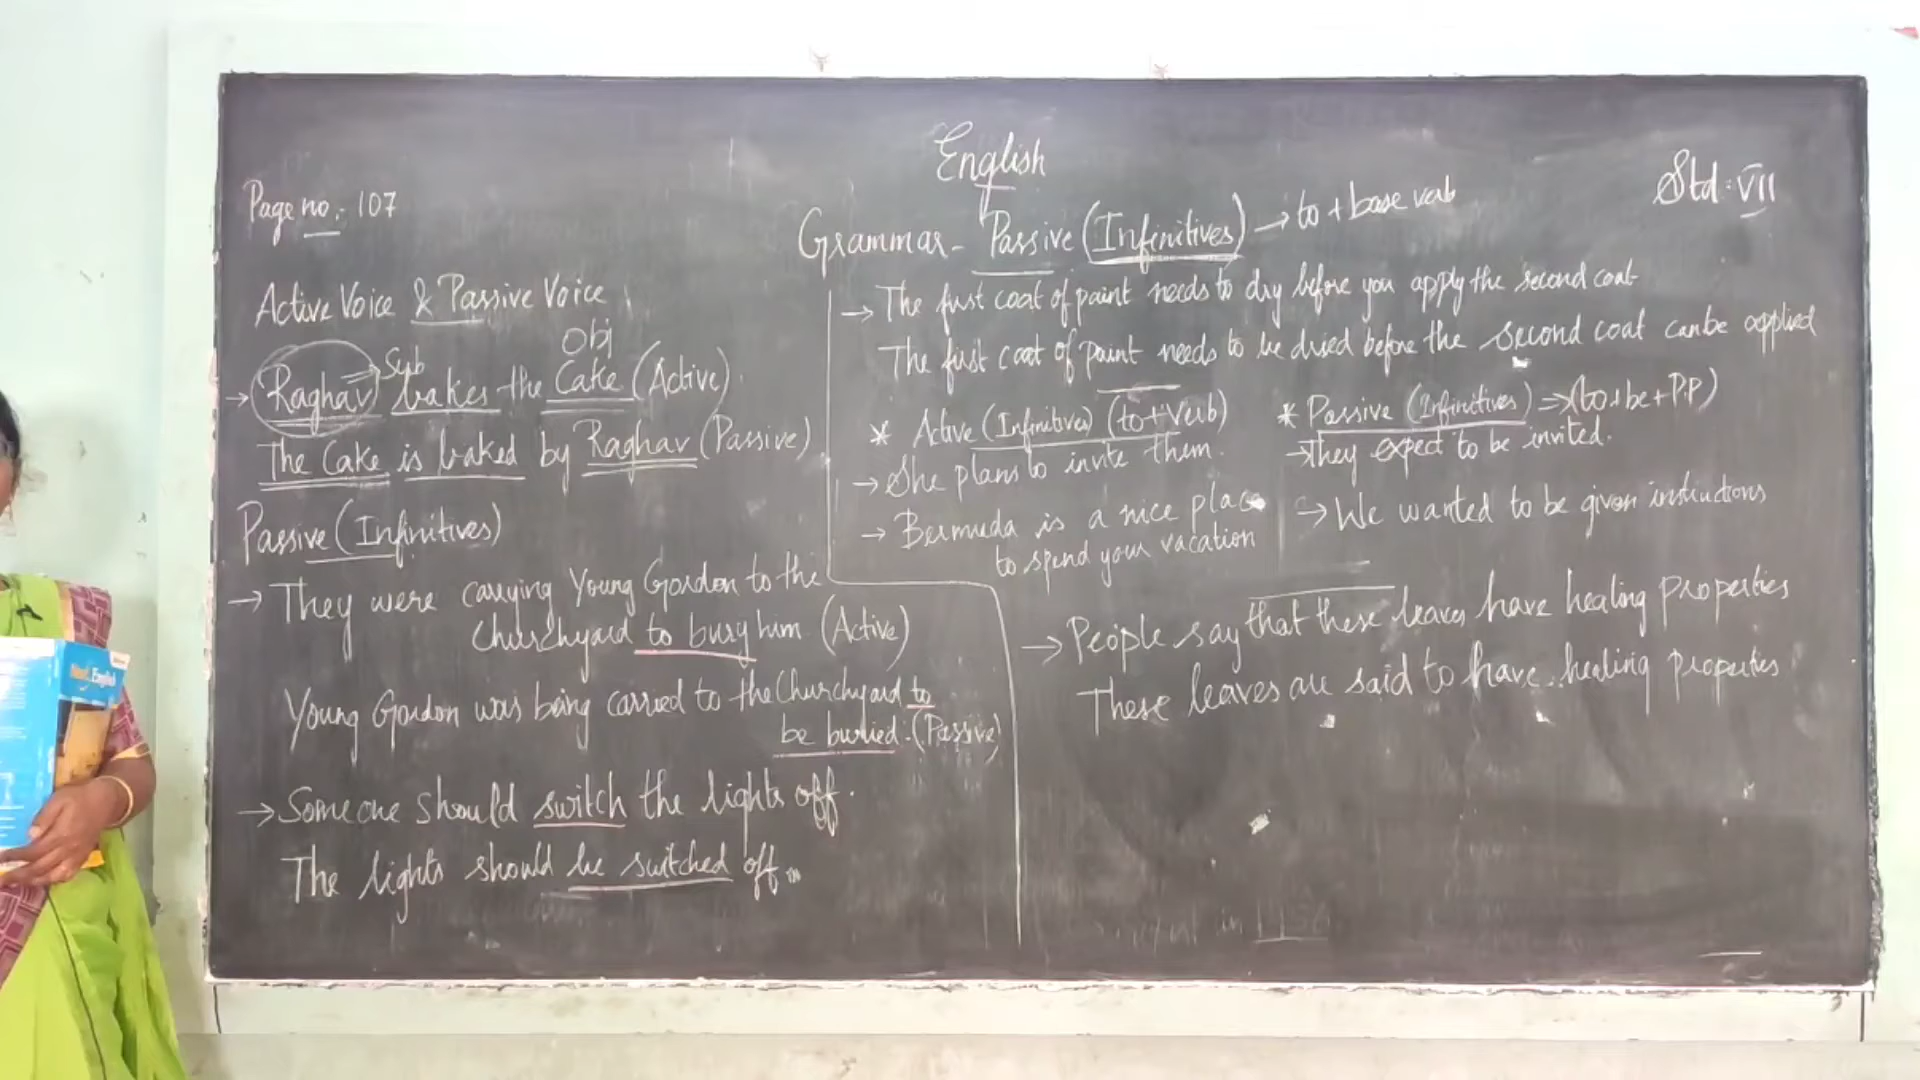 English
Std: VII
Page no.: 107
Grammar - Passive (Infinitives) → to + base verb
Active Voice & Passive Voice
Sub
Obj
→ Raghav bakes the Cake (Active).
The Cake is baked by Raghav (Passive)
Passive (Infinitives)
→ They were carrying Young Gordon to the
Churchyard to bury him (Active)
Young Gordon was being carried to the Churchyard to
be buried. (Passive)
→ Someone should switch the lights off.
The lights should be switched off
→ The first coat of paint needs to dry before you apply the second coat
The first coat of paint needs to be dried before the second coat can be applied
* Active (Infinitives) (to + Verb)
→ She plans to invite them.
→ Bermuda is a nice place
to spend your vacation
* Passive (Infinitives) ⇒ (to + be + P.P)
→ They expect to be invited.
→ We wanted to be given instructions
→ People say that these leaves have healing properties
These leaves are said to have healing properties
English